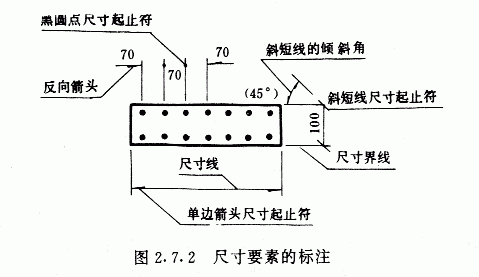 黑圆点尺寸起止符
70
70
70
反向箭头
斜短线的倾斜角
(45°)
斜短线尺寸起止符
100
尺寸界线
尺寸线
单边箭头尺寸起止符
图 2.7.2 尺寸要素的标注